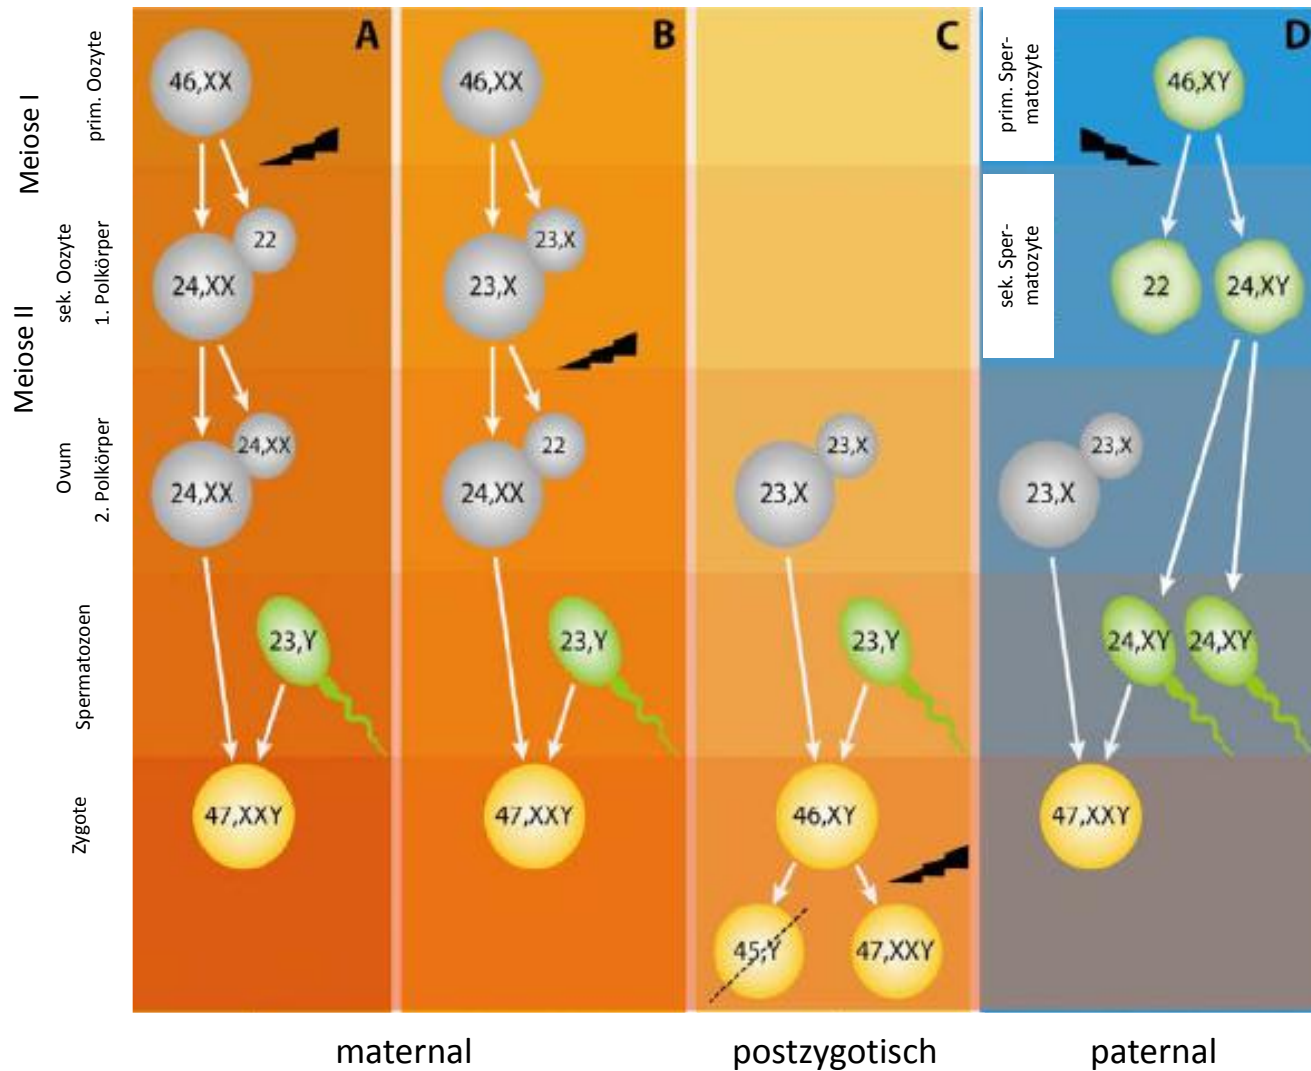 A
B
C
D
Meiose I
prim. Oozyte
46,XX
46,XX
prim. Sper-
matozyte
46,XY
Meiose II
sek. Oozyte
1. Polkörper
22
24,XX
23,X
23,X
sek. Sper-
matozyte
22
24,XY
Ovum
2. Polkörper
24,XX
24,XX
22
24,XX
23,X
23,X
23,X
23,X
Spermatozoen
23,Y
23,Y
23,Y
24,XY
24,XY
Zygote
47,XXY
47,XXY
46,XY
47,XXY
45;Y
47,XXY
maternal
postzygotisch
paternal